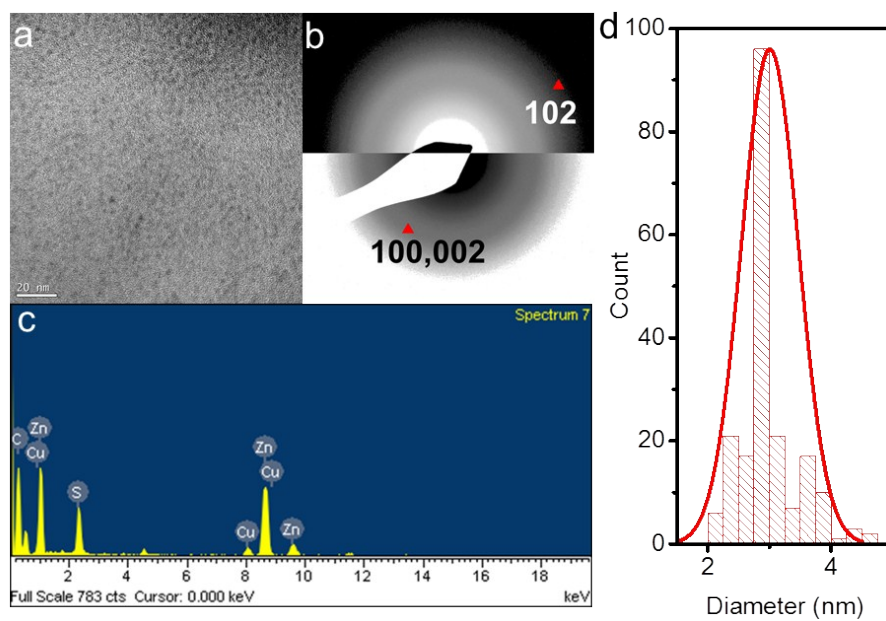 a
20 nm
b
102
100,002
c
Spectrum 7
C
Zn
Cu
S
Zn
Cu
Cu
Zn
2 4 6 8 10 12 14 16 18
Full Scale 783 cts Cursor: 0.000 keV keV
d
100
80
60
40
20
0
Count
2 4
Diameter (nm)